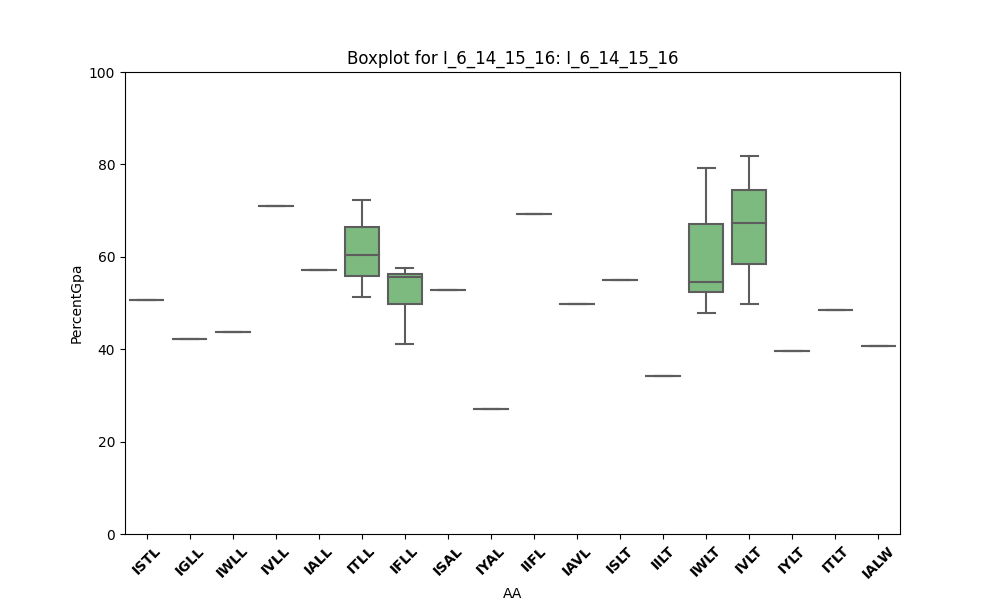 Boxplot for I_6_14_15_16: I_6_14_15_16
100
80
60
40
20
0
PercentGpa
ISTL IGLL IWLL IVLL IALL ITLL IFLL ISAL IYAL IIFL IAVL ISLT IILT IWLT IVLT IYLT ITLT IALW
AA